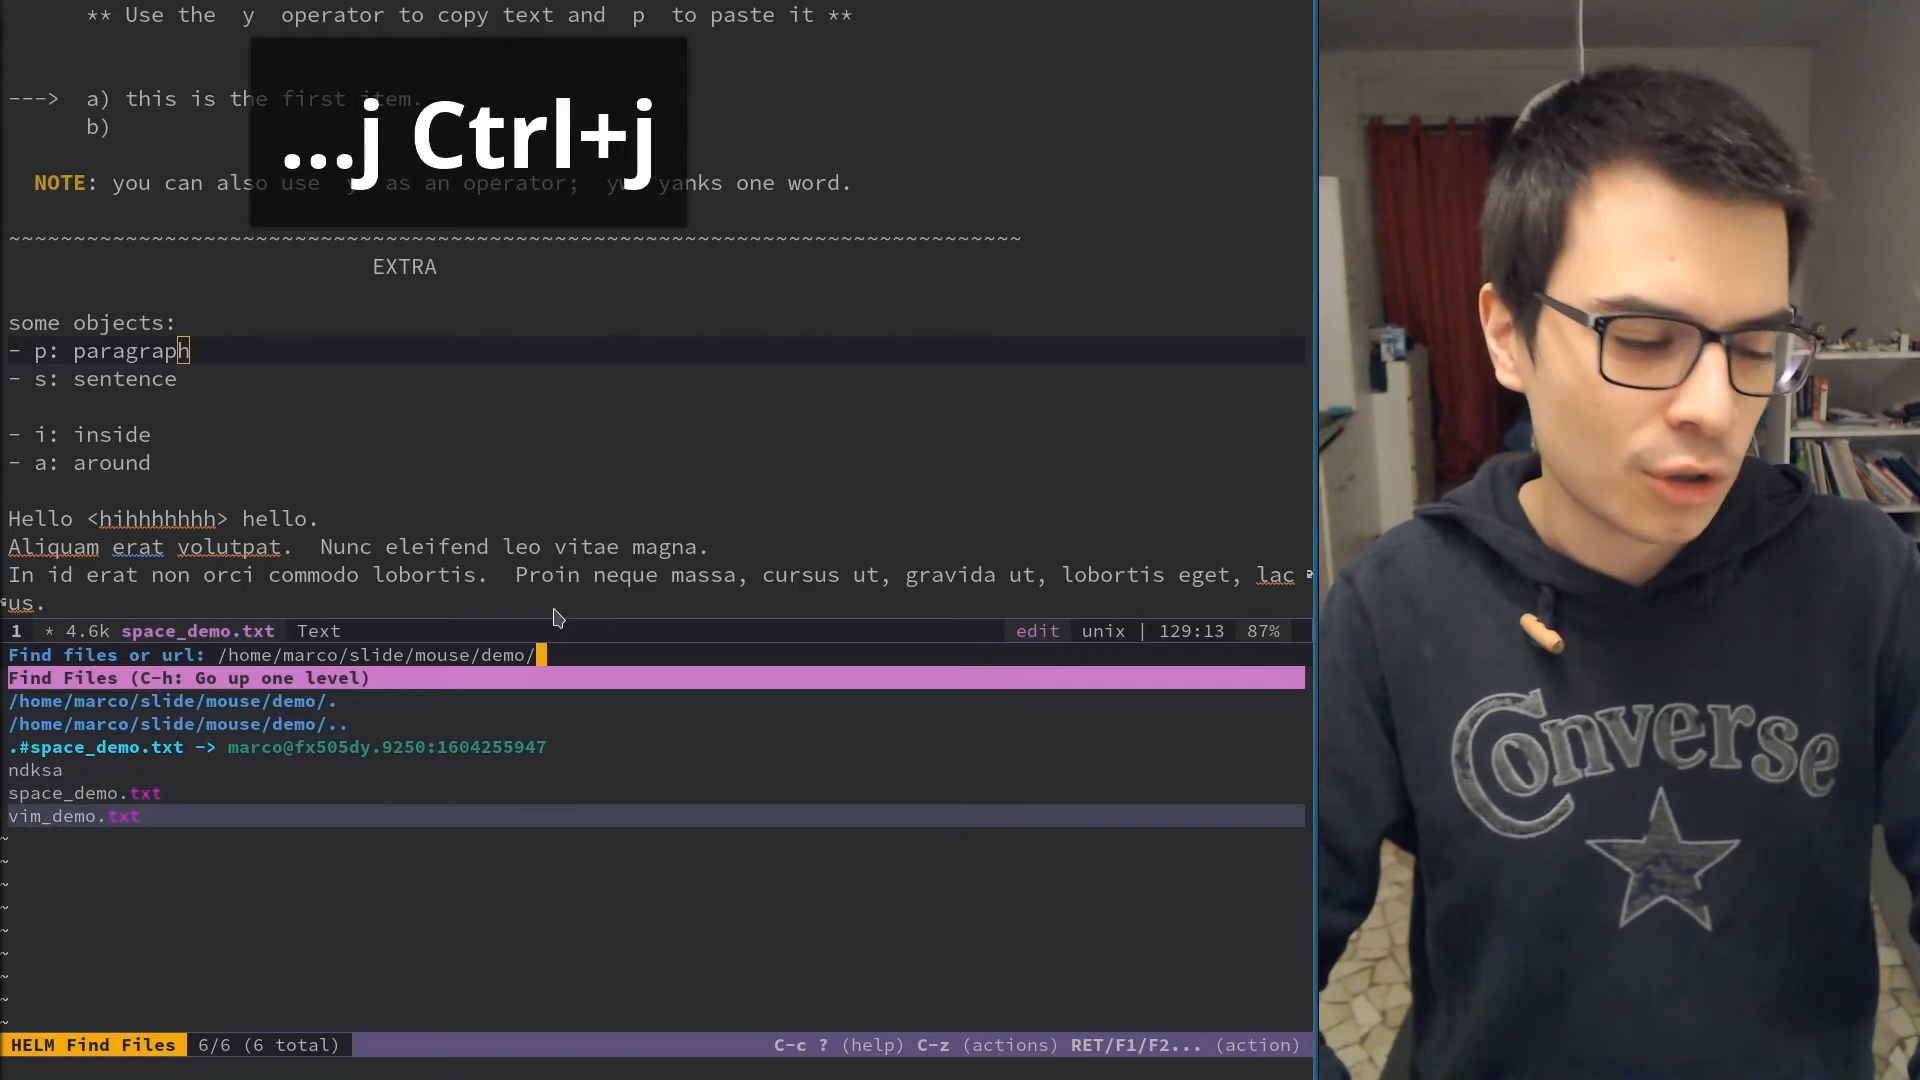 ** Use the y operator to copy text and p to paste it **
...j Ctrl+j
---> a) this is the first item.
b)
NOTE: you can also use y as an operator; yw yanks one word.
~~~~~~~~~~~~~~~~~~~~~~~~~~~~~~~~~~~~~~~~~~~~~~~~~~~~~~~~~~~~~~~~~~~~~~~~~~~~~~
EXTRA
some objects:
- p: paragraph
- s: sentence
- i: inside
- a: around
Hello <hihhhhhhh> hello.
Aliquam erat volutpat.  Nunc eleifend leo vitae magna.
In id erat non orci commodo lobortis.  Proin neque massa, cursus ut, gravida ut, lobortis eget, lac
us.
1 * 4.6k space_demo.txt Text edit unix | 129:13 87%
Find files or url: /home/marco/slide/mouse/demo/
Find Files (C-h: Go up one level)
/home/marco/slide/mouse/demo/.
/home/marco/slide/mouse/demo/..
.#space_demo.txt -> marco@fx505dy.9250:1604255947
ndksa
space_demo.txt
vim_demo.txt
~
~
~
~
~
~
~
~
~
HELM Find Files 6/6 (6 total) C-c ? (help) C-z (actions) RET/F1/F2... (action)
Converse